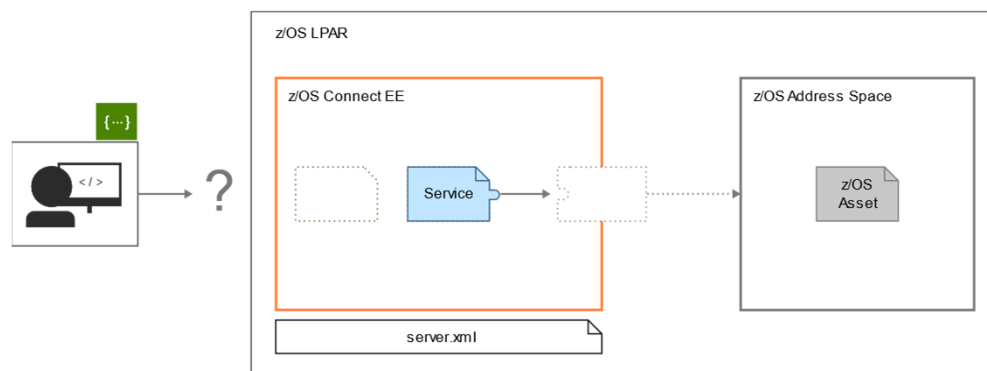 z/OS LPAR
z/OS Connect EE
z/OS Address Space
{···}
</>
?
Service
z/OS
Asset
server.xml